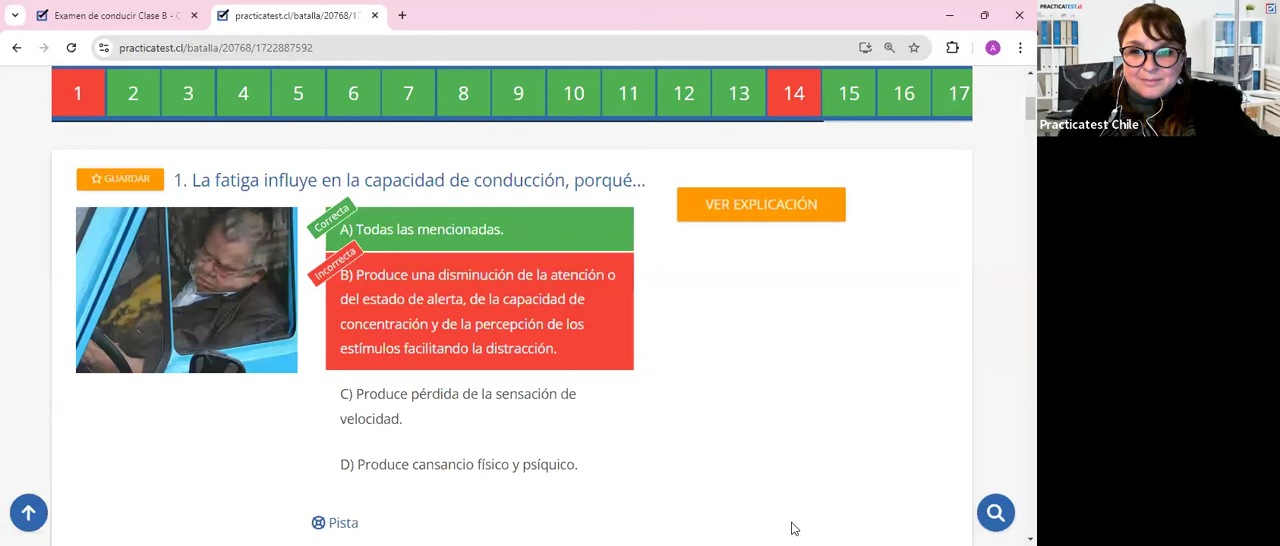 Examen de conducir Clase B - C
practicatest.cl/batalla/20768/17
practicatest.cl/batalla/20768/1722887592
A
PRACTICATEST.cl
Practicatest Chile
1 2 3 4 5 6 7 8 9 10 11 12 13 14 15 16 17
GUARDAR
1. La fatiga influye en la capacidad de conducción, porqué...
VER EXPLICACIÓN
Correcta
A) Todas las mencionadas.
Incorrecta
B) Produce una disminución de la atención o
del estado de alerta, de la capacidad de
concentración y de la percepción de los
estímulos facilitando la distracción.
C) Produce pérdida de la sensación de
velocidad.
D) Produce cansancio físico y psíquico.
Pista